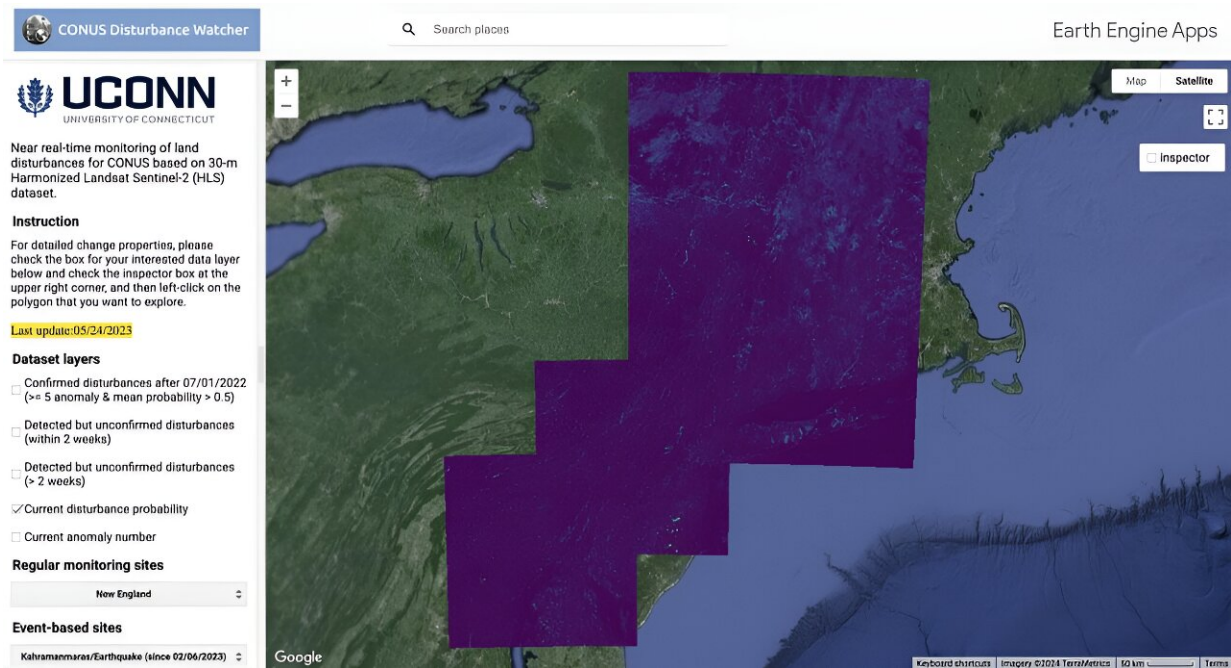 CONUS Disturbance Watcher
Search places
Earth Engine Apps
UCONN
UNIVERSITY OF CONNECTICUT
Near real-time monitoring of land
disturbances for CONUS based on 30-m
Harmonized Landsat Sentinel-2 (HLS)
dataset.
Instruction
For detailed change properties, please
check the box for your interested data layer
below and check the inspector box at the
upper right corner, and then left-click on the
polygon that you want to explore.
Last update:05/24/2023
Dataset layers
Confirmed disturbances after 07/01/2022
(>= 5 anomaly & mean probability > 0.5)
Detected but unconfirmed disturbances
(within 2 weeks)
Detected but unconfirmed disturbances
(> 2 weeks)
Current disturbance probability
Current anomaly number
Regular monitoring sites
New England
Event-based sites
Kahramanmaras/Earthquake (since 02/06/2023)
+
−
Map Satellite
Inspector
Google
Keyboard shortcuts Imagery ©2024 TerraMetrics 50 km Terms